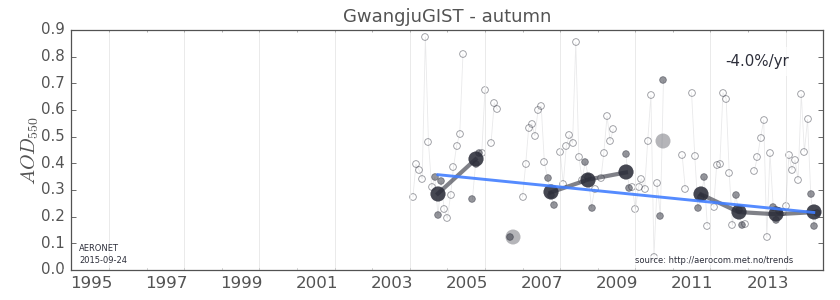 GwangjuGIST - autumn
0.9
0.8
0.7
0.6
0.5
0.4
0.3
0.2
0.1
0.0
AOD550
-4.0%/yr
AERONET
2015-09-24
source: http://aerocom.met.no/trends
1995 1997 1999 2001 2003 2005 2007 2009 2011 2013